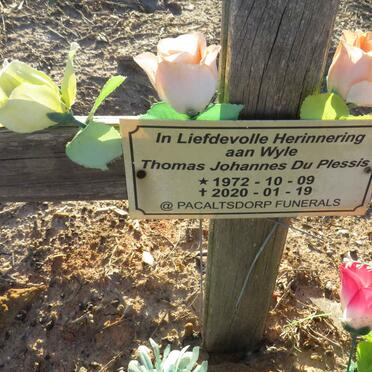 In Liefdevolle Herinnering
aan Wyle
Thomas Johannes Du Plessis
★ 1972 - 10 - 09
✝ 2020 - 01 - 19
@ PACALTSDORP FUNERALS